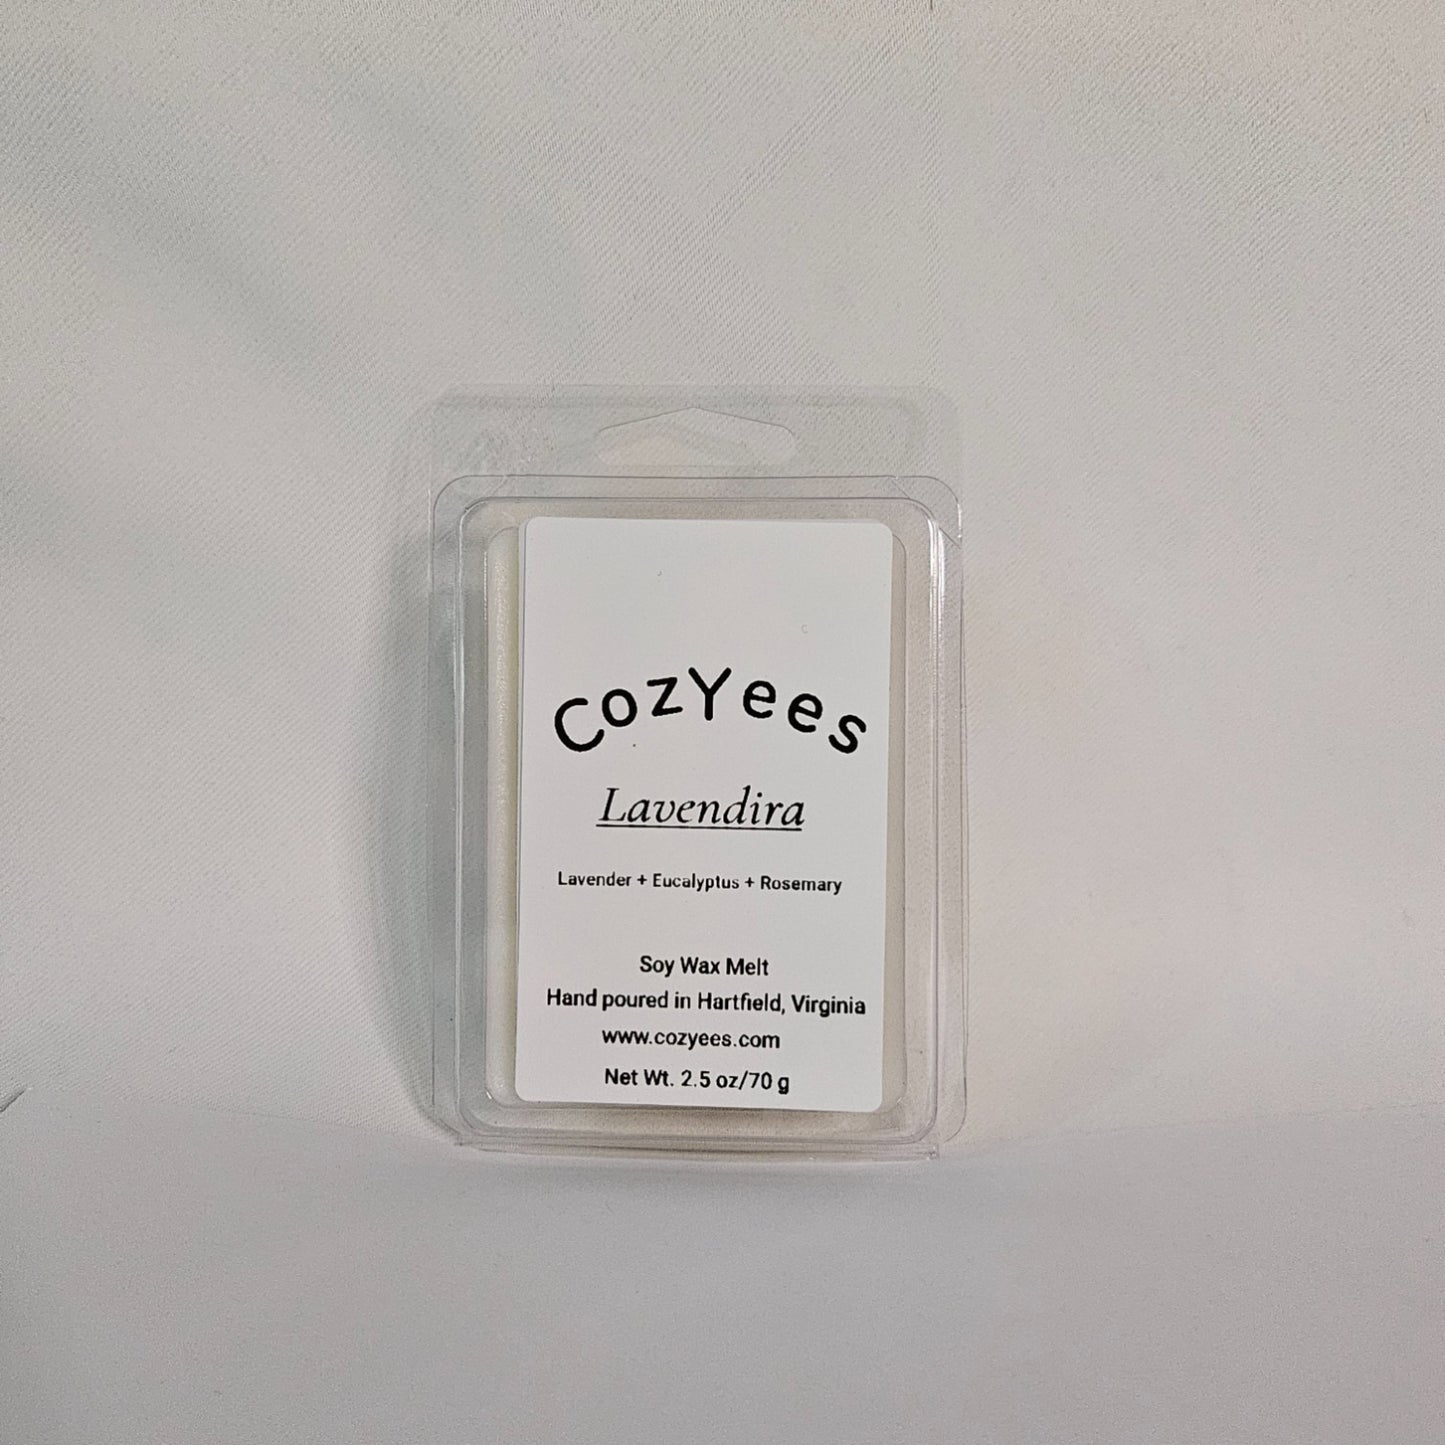 CozYees
Lavendira
Lavender + Eucalyptus + Rosemary
Soy Wax Melt
Hand poured in Hartfield, Virginia
www.cozyees.com
Net Wt. 2.5 oz/70 g